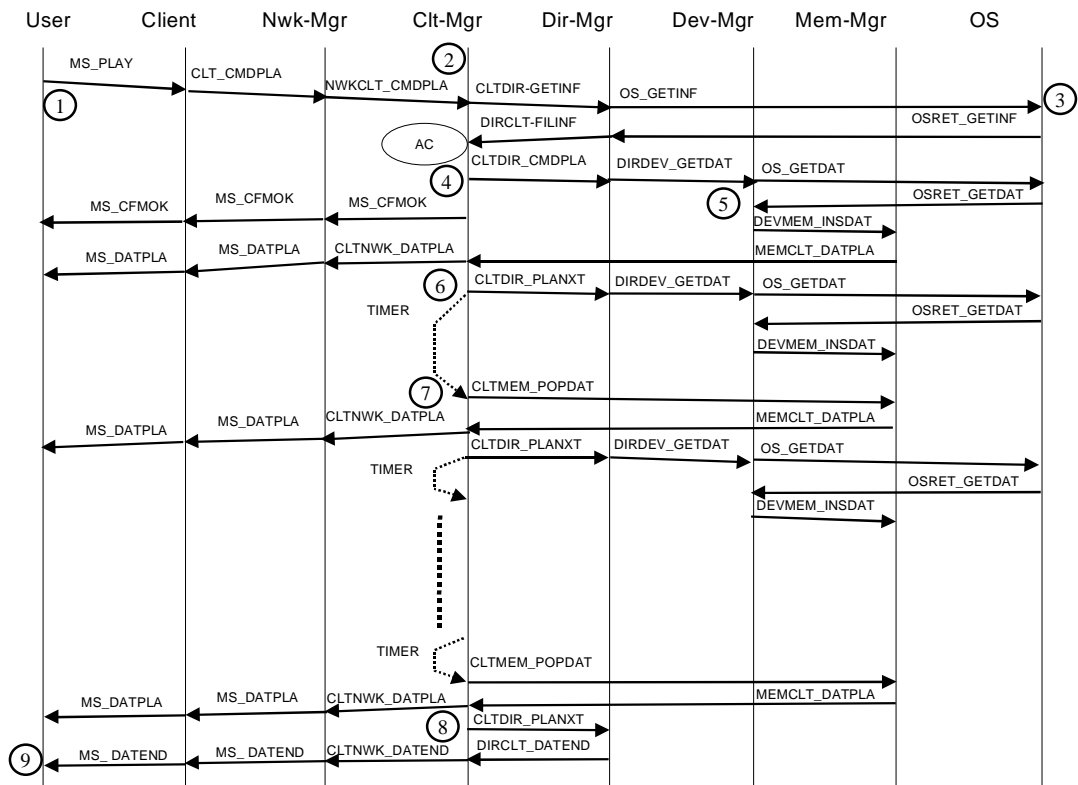 User Client Nwk-Mgr Clt-Mgr Dir-Mgr Dev-Mgr Mem-Mgr OS
2
MS_PLAY CLT_CMDPLA NWKCLT_CMDPLA CLTDIR-GETINF OS_GETINF
1 3
DIRCLT-FILINF OSRET_GETINF
AC
4 CLTDIR_CMDPLA DIRDEV_GETDAT OS_GETDAT
MS_CFMOK MS_CFMOK MS_CFMOK 5 OSRET_GETDAT
DEVMEM_INSDAT
MS_DATPLA MS_DATPLA CLTNWK_DATPLA MEMCLT_DATPLA
6 CLTDIR_PLANXT DIRDEV_GETDAT OS_GETDAT
TIMER OSRET_GETDAT
DEVMEM_INSDAT
7 CLTMEM_POPDAT
MS_DATPLA MS_DATPLA CLTNWK_DATPLA MEMCLT_DATPLA
CLTDIR_PLANXT DIRDEV_GETDAT OS_GETDAT
TIMER OSRET_GETDAT
DEVMEM_INSDAT
TIMER CLTMEM_POPDAT
MS_DATPLA MS_DATPLA CLTNWK_DATPLA MEMCLT_DATPLA
8 CLTDIR_PLANXT
9 MS_ DATEND MS_ DATEND CLTNWK_DATEND DIRCLT_DATEND